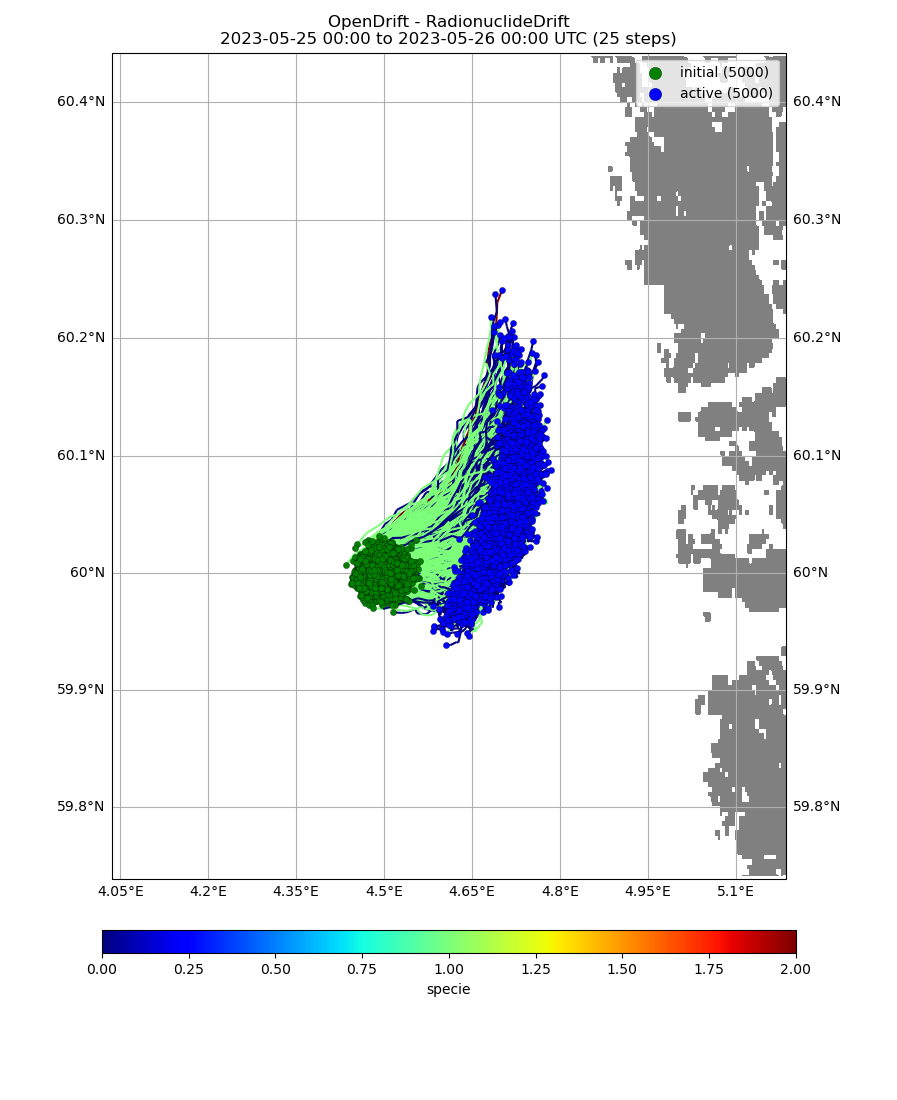 OpenDrift - RadionuclideDrift
2023-05-25 00:00 to 2023-05-26 00:00 UTC (25 steps)
initial (5000)
active (5000)
60.4°N 60.4°N
60.3°N 60.3°N
60.2°N 60.2°N
60.1°N 60.1°N
60°N 60°N
59.9°N 59.9°N
59.8°N 59.8°N
4.05°E 4.2°E 4.35°E 4.5°E 4.65°E 4.8°E 4.95°E 5.1°E
0.00 0.25 0.50 0.75 1.00 1.25 1.50 1.75 2.00
specie